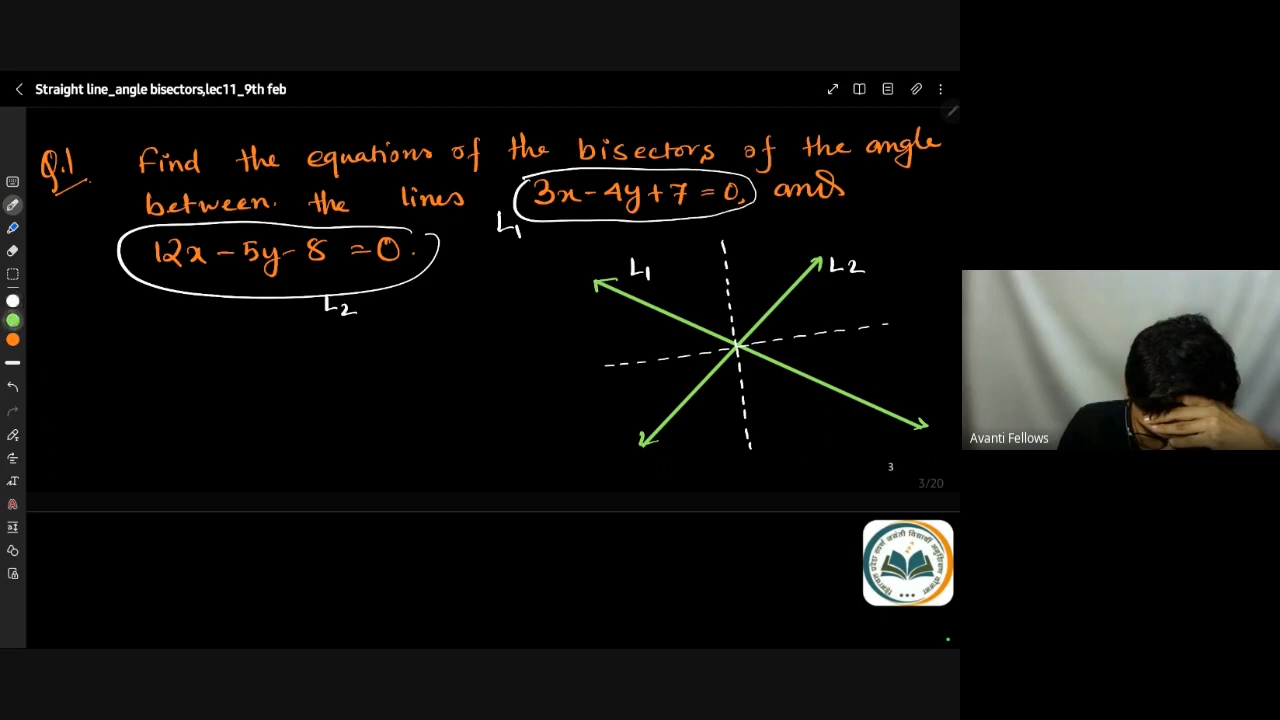 Straight line_angle bisectors,lec11_9th feb
Q.1 Find the equations of the bisectors of the angle
between. the lines 3x - 4y + 7 = 0, and
L1
12x - 5y - 8 = 0.
L2
L1
L2
Avanti Fellows
3
3/20